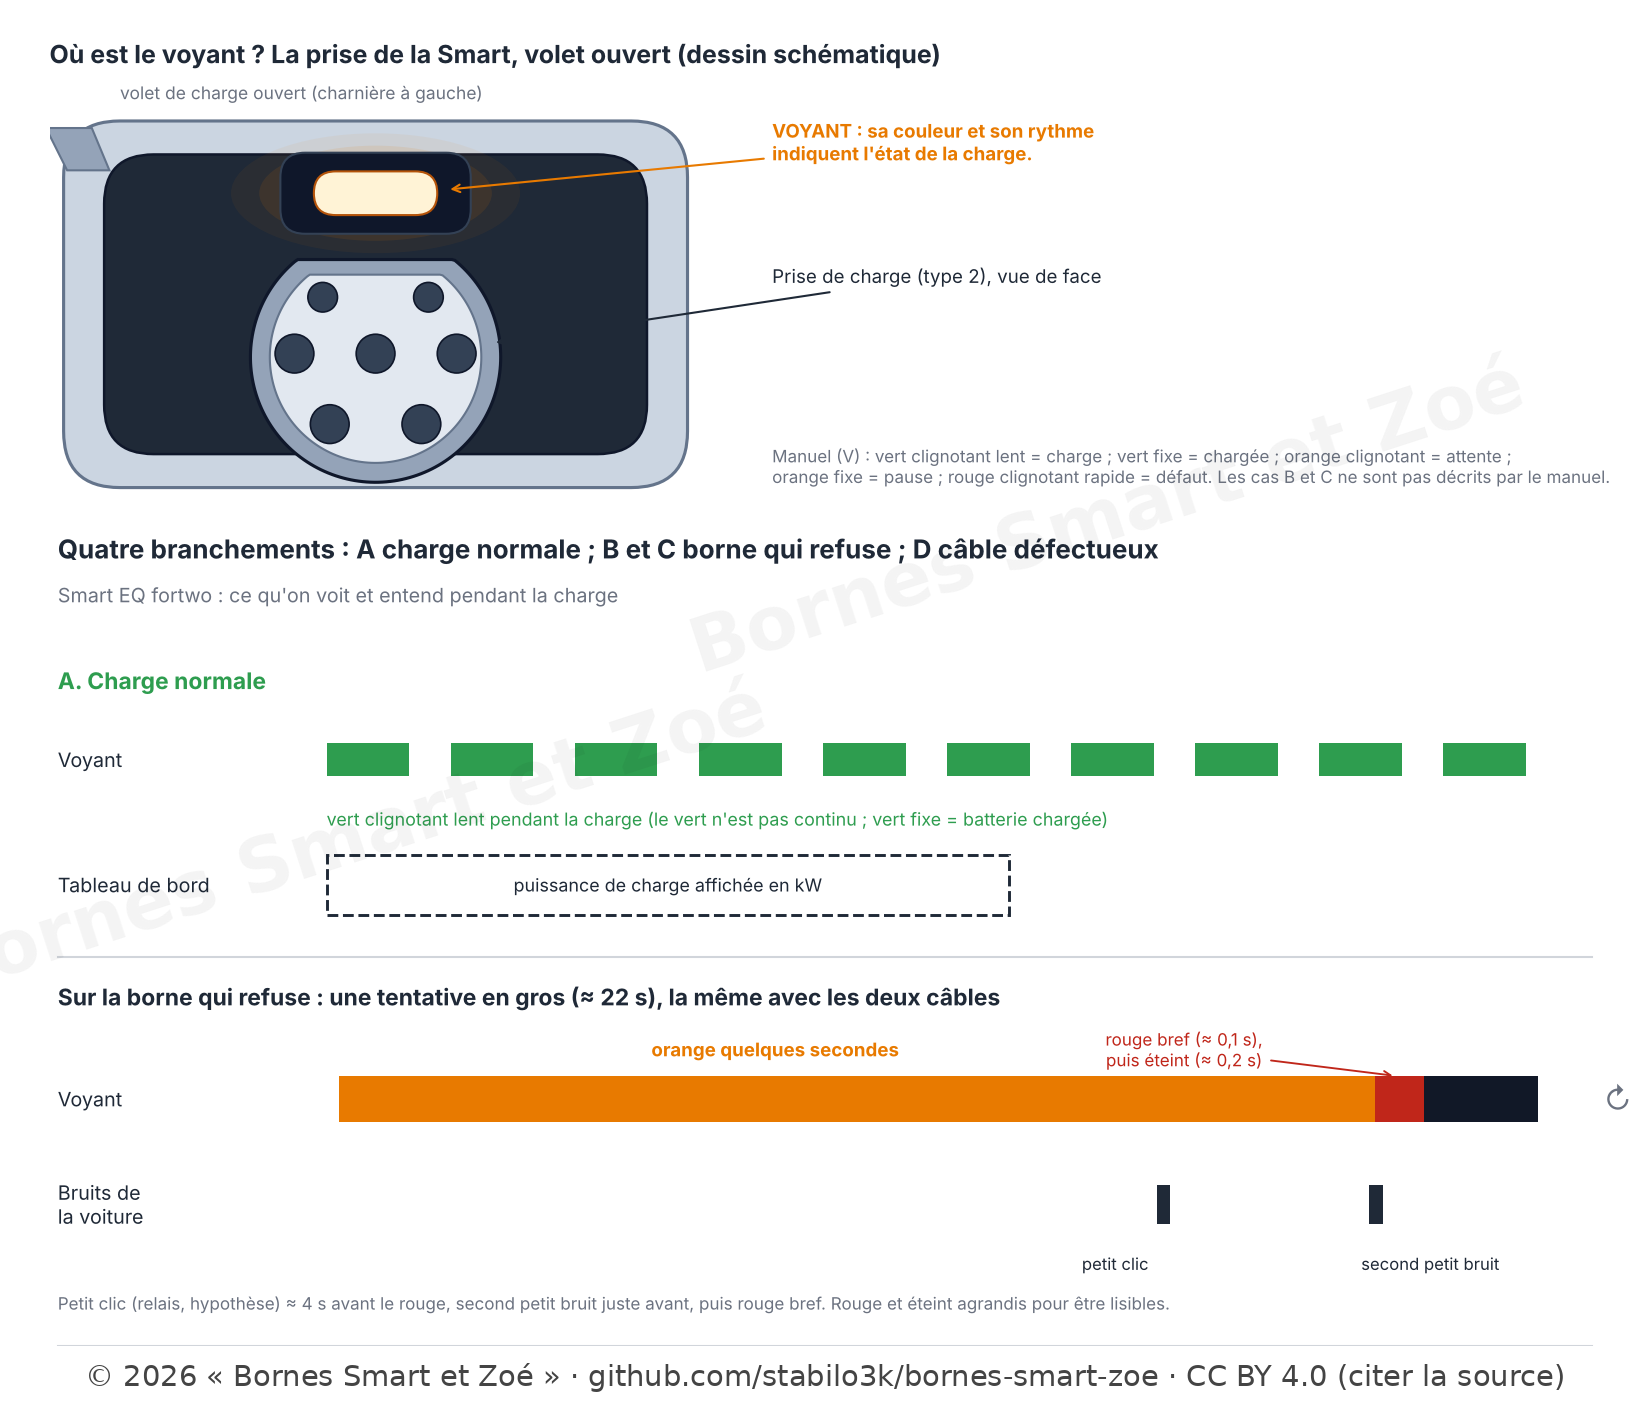 Où est le voyant ? La prise de la Smart, volet ouvert (dessin schématique)
volet de charge ouvert (charnière à gauche)
VOYANT : sa couleur et son rythme
indiquent l'état de la charge.
Prise de charge (type 2), vue de face
Manuel (V) : vert clignotant lent = charge ; vert fixe = chargée ; orange clignotant = attente ;
orange fixe = pause ; rouge clignotant rapide = défaut. Les cas B et C ne sont pas décrits par le manuel.
Bornes Smart et Zoé
Quatre branchements : A charge normale ; B et C borne qui refuse ; D câble défectueux
Smart EQ fortwo : ce qu'on voit et entend pendant la charge
A. Charge normale
Voyant
vert clignotant lent pendant la charge (le vert n'est pas continu ; vert fixe = batterie chargée)
Tableau de bord
puissance de charge affichée en kW
ornes Smart et Zoé
Sur la borne qui refuse : une tentative en gros (≈ 22 s), la même avec les deux câbles
orange quelques secondes
rouge bref (≈ 0,1 s),
puis éteint (≈ 0,2 s)
Voyant
Bruits de
la voiture
petit clic
second petit bruit
Petit clic (relais, hypothèse) ≈ 4 s avant le rouge, second petit bruit juste avant, puis rouge bref. Rouge et éteint agrandis pour être lisibles.
© 2026 « Bornes Smart et Zoé » · github.com/stabilo3k/bornes-smart-zoe · CC BY 4.0 (citer la source)